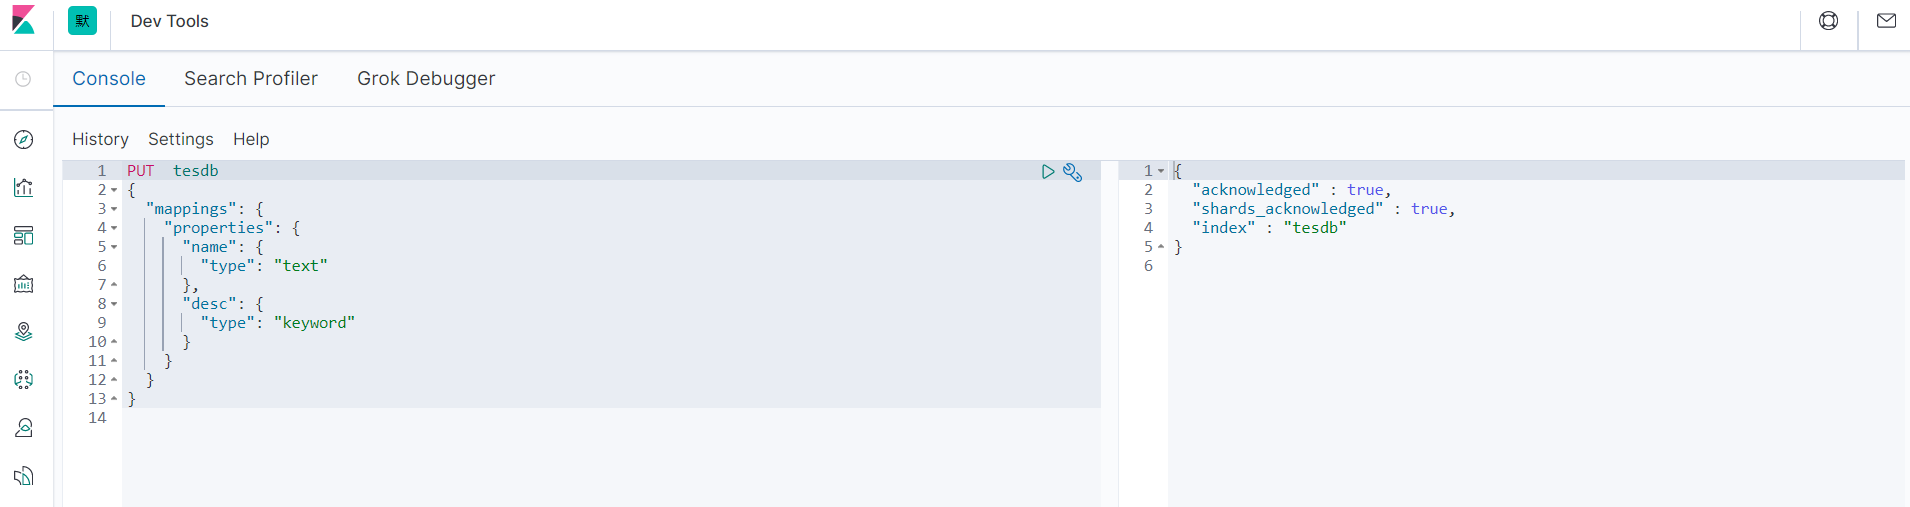 默 Dev Tools
Console Search Profiler Grok Debugger
History Settings Help
1 PUT tesdb
2 {
3 "mappings": {
4 "properties": {
5 "name": {
6 "type": "text"
7 },
8 "desc": {
9 "type": "keyword"
10 }
11 }
12 }
13 }
14
1 {
2 "acknowledged" : true,
3 "shards_acknowledged" : true,
4 "index" : "tesdb"
5 }
6